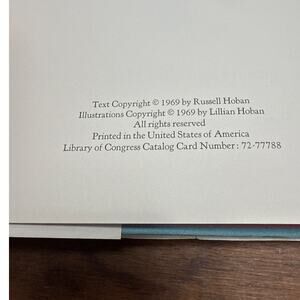 Text Copyright © 1969 by Russell Hoban
Illustrations Copyright © 1969 by Lillian Hoban
All rights reserved
Printed in the United States of America
Library of Congress Catalog Card Number: 72-77788